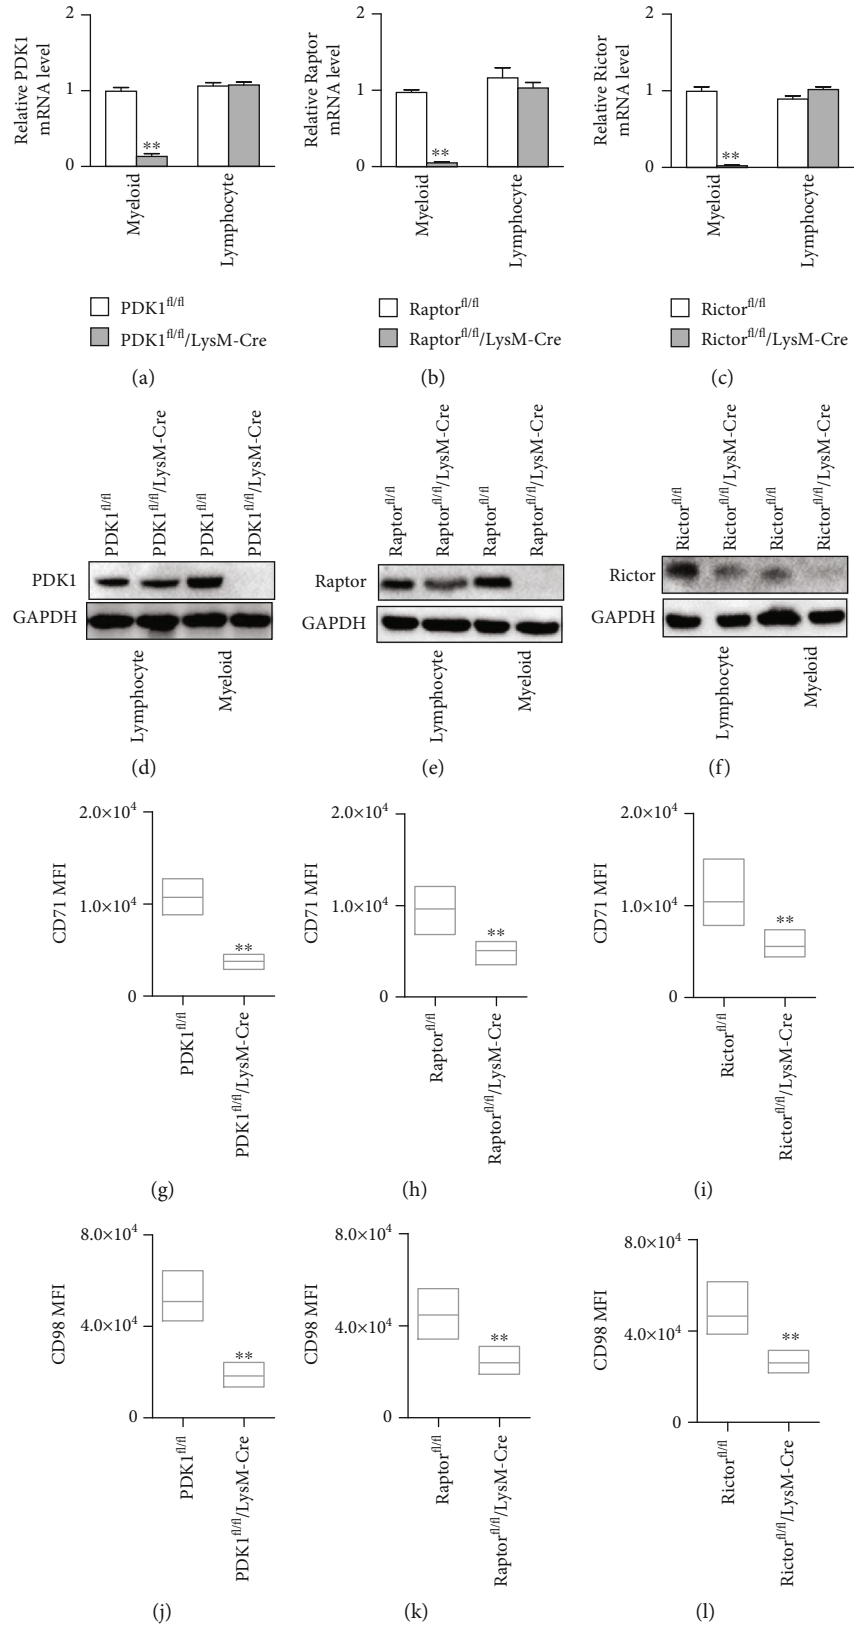 Relative PDK1
mRNA level
2
1
0
**
Myeloid
Lymphocyte
PDK1fl/fl
PDK1fl/fl/LysM-Cre
(a)
Relative Raptor
mRNA level
2
1
0
**
Myeloid
Lymphocyte
Raptorfl/fl
Raptorfl/fl/LysM-Cre
(b)
Relative Rictor
mRNA level
2
1
0
**
Myeloid
Lymphocyte
Rictorfl/fl
Rictorfl/fl/LysM-Cre
(c)
PDK1fl/fl
PDK1fl/fl/LysM-Cre
PDK1fl/fl
PDK1fl/fl/LysM-Cre
PDK1
GAPDH
Lymphocyte
Myeloid
(d)
Raptorfl/fl
Raptorfl/fl/LysM-Cre
Raptorfl/fl
Raptorfl/fl/LysM-Cre
Raptor
GAPDH
Lymphocyte
Myeloid
(e)
Rictorfl/fl
Rictorfl/fl/LysM-Cre
Rictorfl/fl
Rictorfl/fl/LysM-Cre
Rictor
GAPDH
Lymphocyte
Myeloid
(f)
CD71 MFI
2.0×10⁴
1.0×10⁴
0
**
PDK1fl/fl
PDK1fl/fl/LysM-Cre
(g)
CD71 MFI
2.0×10⁴
1.0×10⁴
0
**
Raptorfl/fl
Raptorfl/fl/LysM-Cre
(h)
CD71 MFI
2.0×10⁴
1.0×10⁴
0
**
Rictorfl/fl
Rictorfl/fl/LysM-Cre
(i)
CD98 MFI
8.0×10⁴
4.0×10⁴
0
**
PDK1fl/fl
PDK1fl/fl/LysM-Cre
(j)
CD98 MFI
8.0×10⁴
4.0×10⁴
0
**
Raptorfl/fl
Raptorfl/fl/LysM-Cre
(k)
CD98 MFI
8.0×10⁴
4.0×10⁴
0
**
Rictorfl/fl
Rictorfl/fl/LysM-Cre
(l)